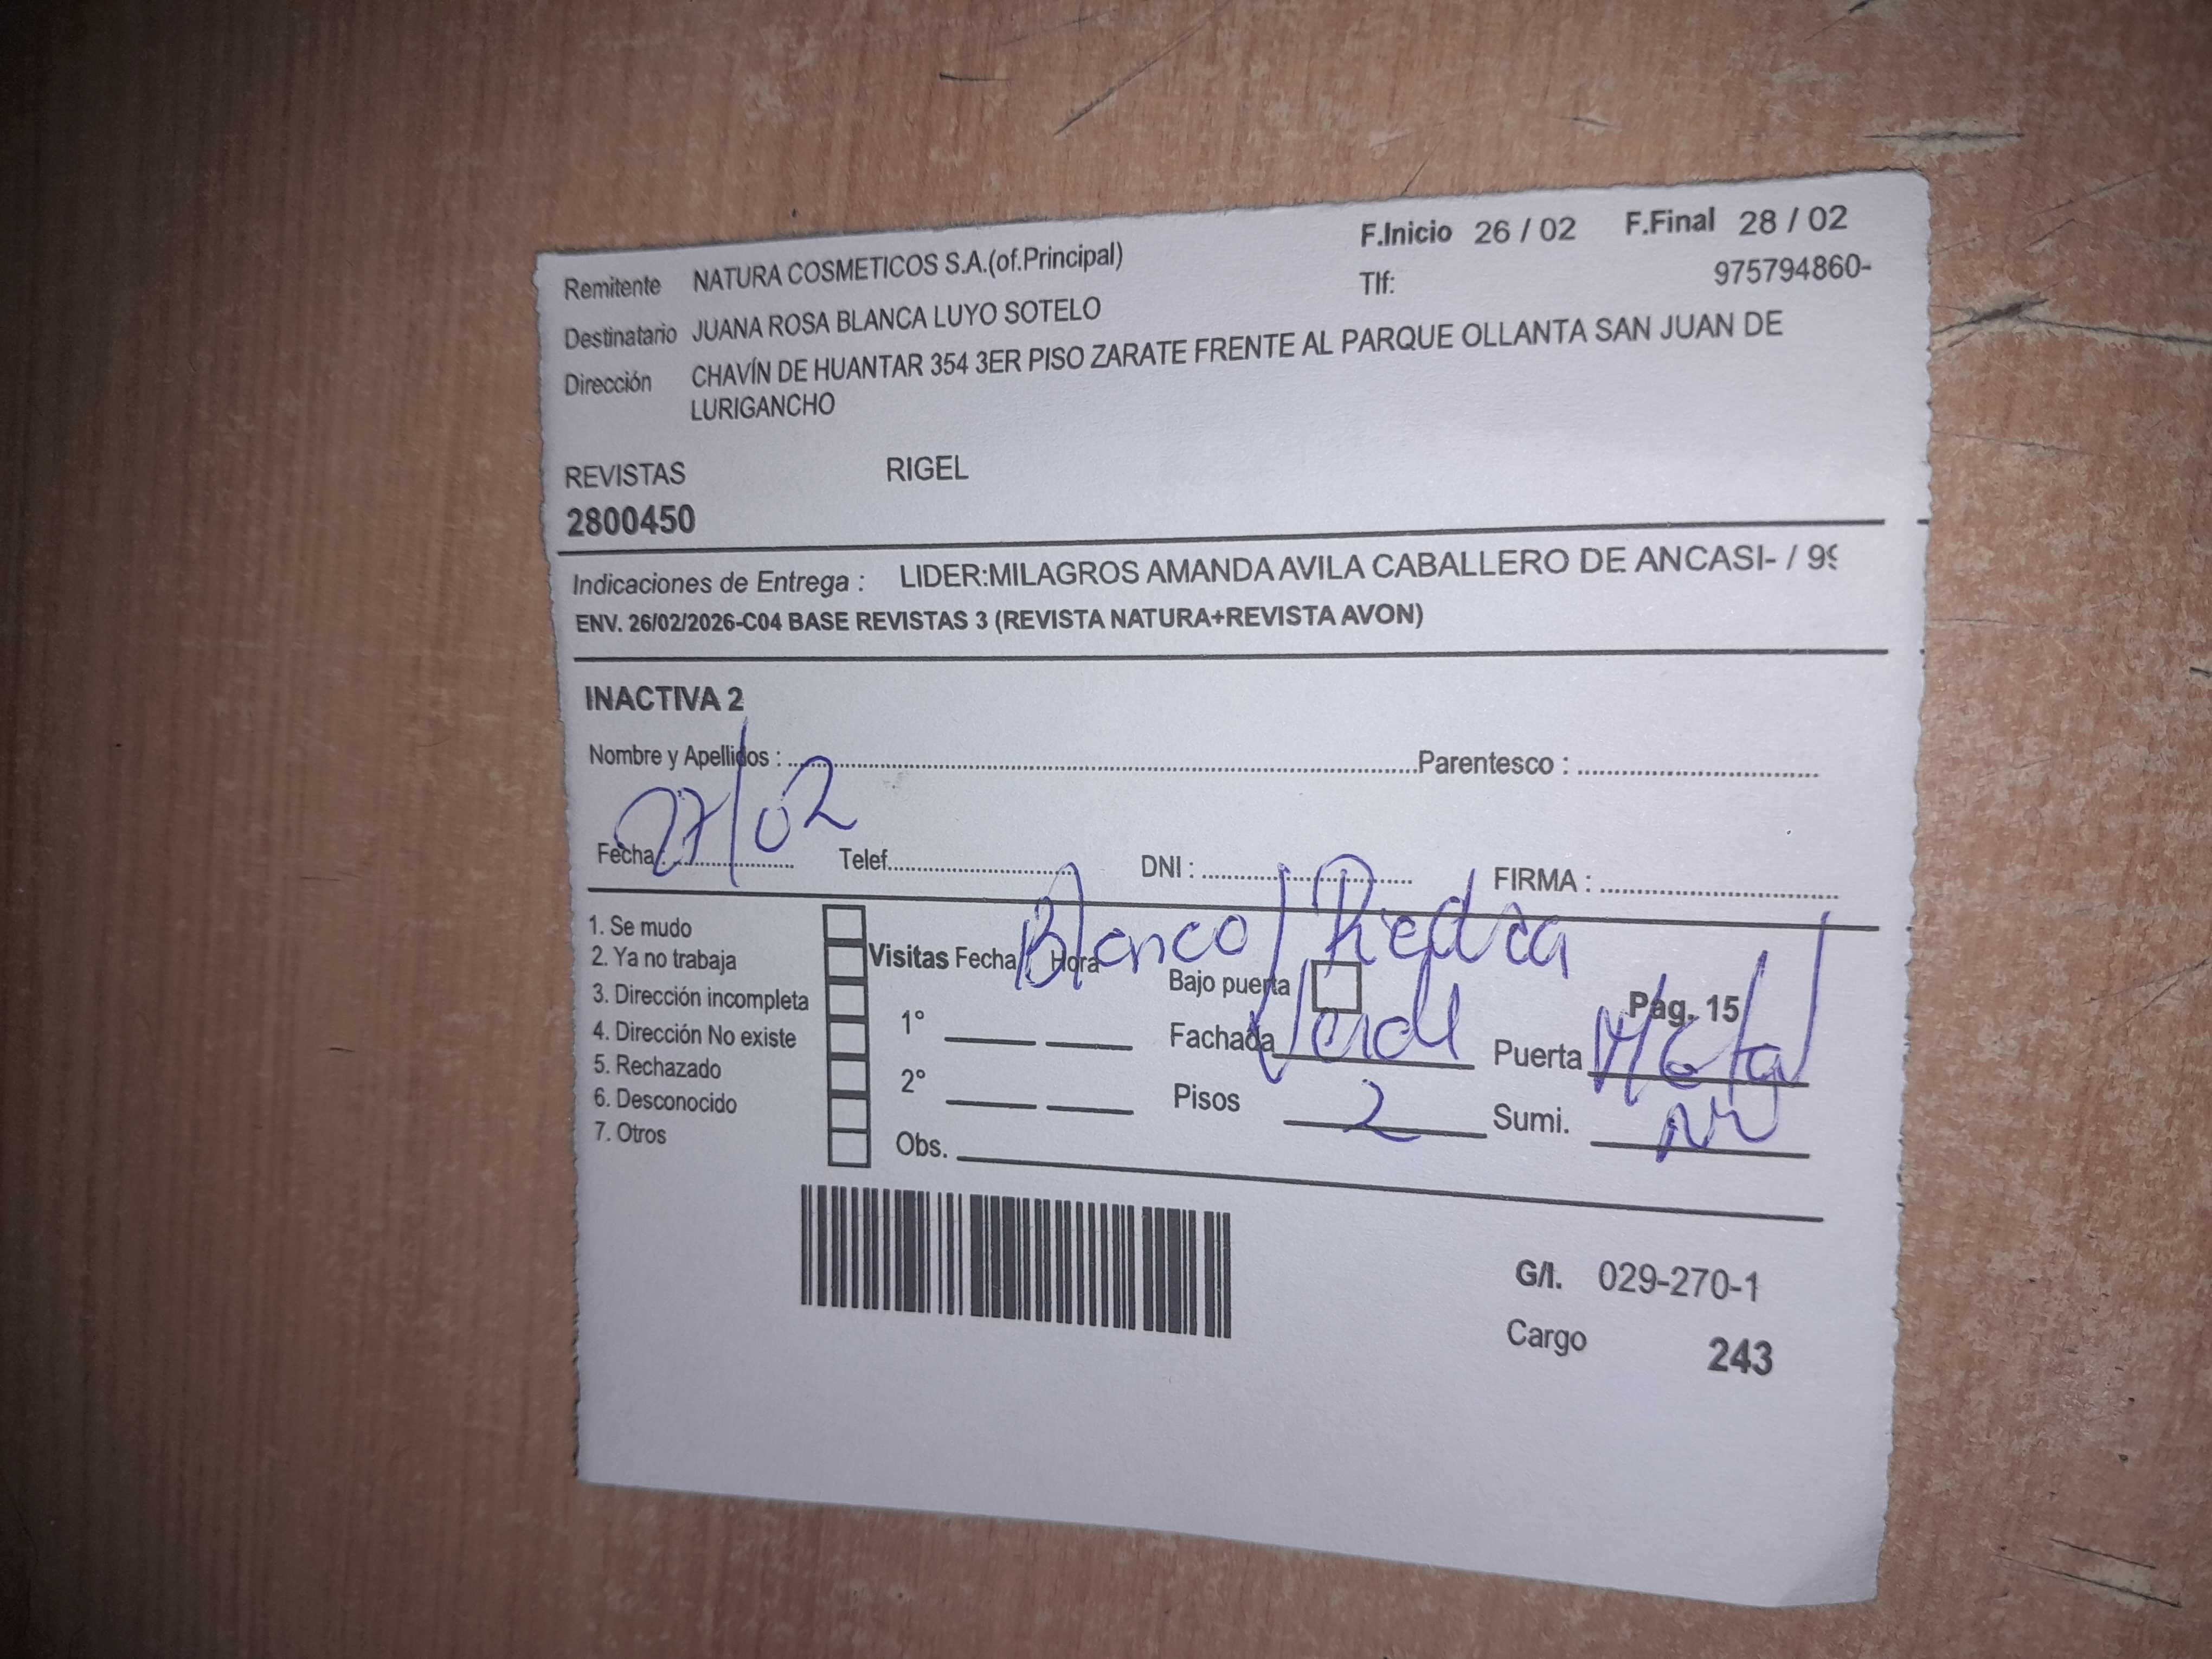 F.Inicio 26 / 02 F.Final 28 / 02
Remitente NATURA COSMETICOS S.A.(of.Principal) Tlf: 975794860-
Destinatario JUANA ROSA BLANCA LUYO SOTELO
Dirección CHAVÍN DE HUANTAR 354 3ER PISO ZARATE FRENTE AL PARQUE OLLANTA SAN JUAN DE
LURIGANCHO
REVISTAS RIGEL
2800450
Indicaciones de Entrega : LIDER:MILAGROS AMANDA AVILA CABALLERO DE ANCASI- / 99
ENV. 26/02/2026-C04 BASE REVISTAS 3 (REVISTA NATURA+REVISTA AVON)
INACTIVA 2
Nombre y Apellidos : Parentesco :
Fecha : 27/02 Telef. DNI : FIRMA :
1. Se mudo
2. Ya no trabaja
3. Dirección incompleta
4. Dirección No existe
5. Rechazado
6. Desconocido
7. Otros
Blanco/Piedra
Visitas Fecha Hora Bajo puerta Pag. 15
1° Fachada /Verde Puerta Metal
2° Pisos 2 Sumi.
Obs.
G/I. 029-270-1
Cargo 243